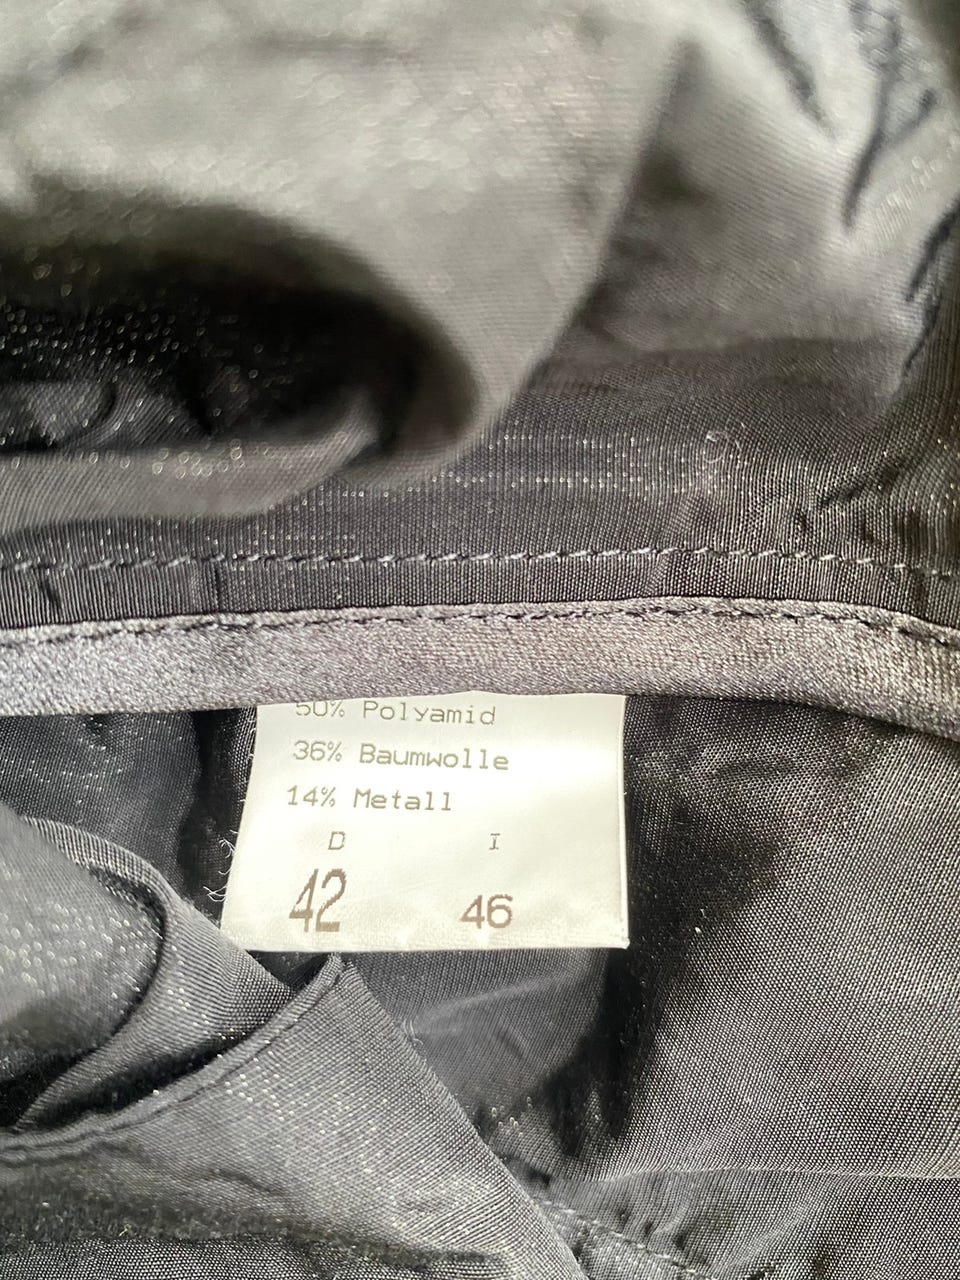 50% Polyamid
36% Baumwolle
14% Metall
D I
42 46